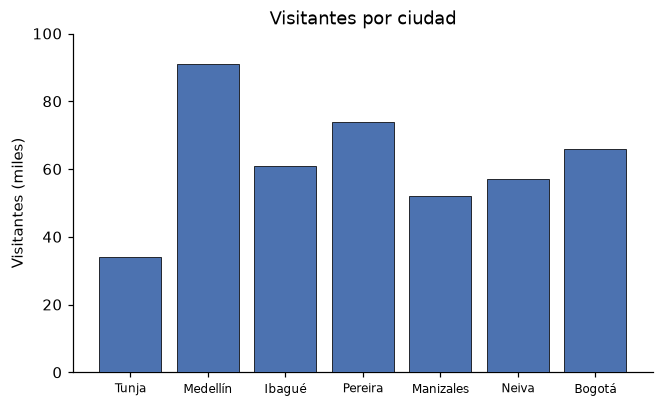 Visitantes por ciudad
Visitantes (miles)
100
80
60
40
20
0
Tunja Medellín Ibagué Pereira Manizales Neiva Bogotá